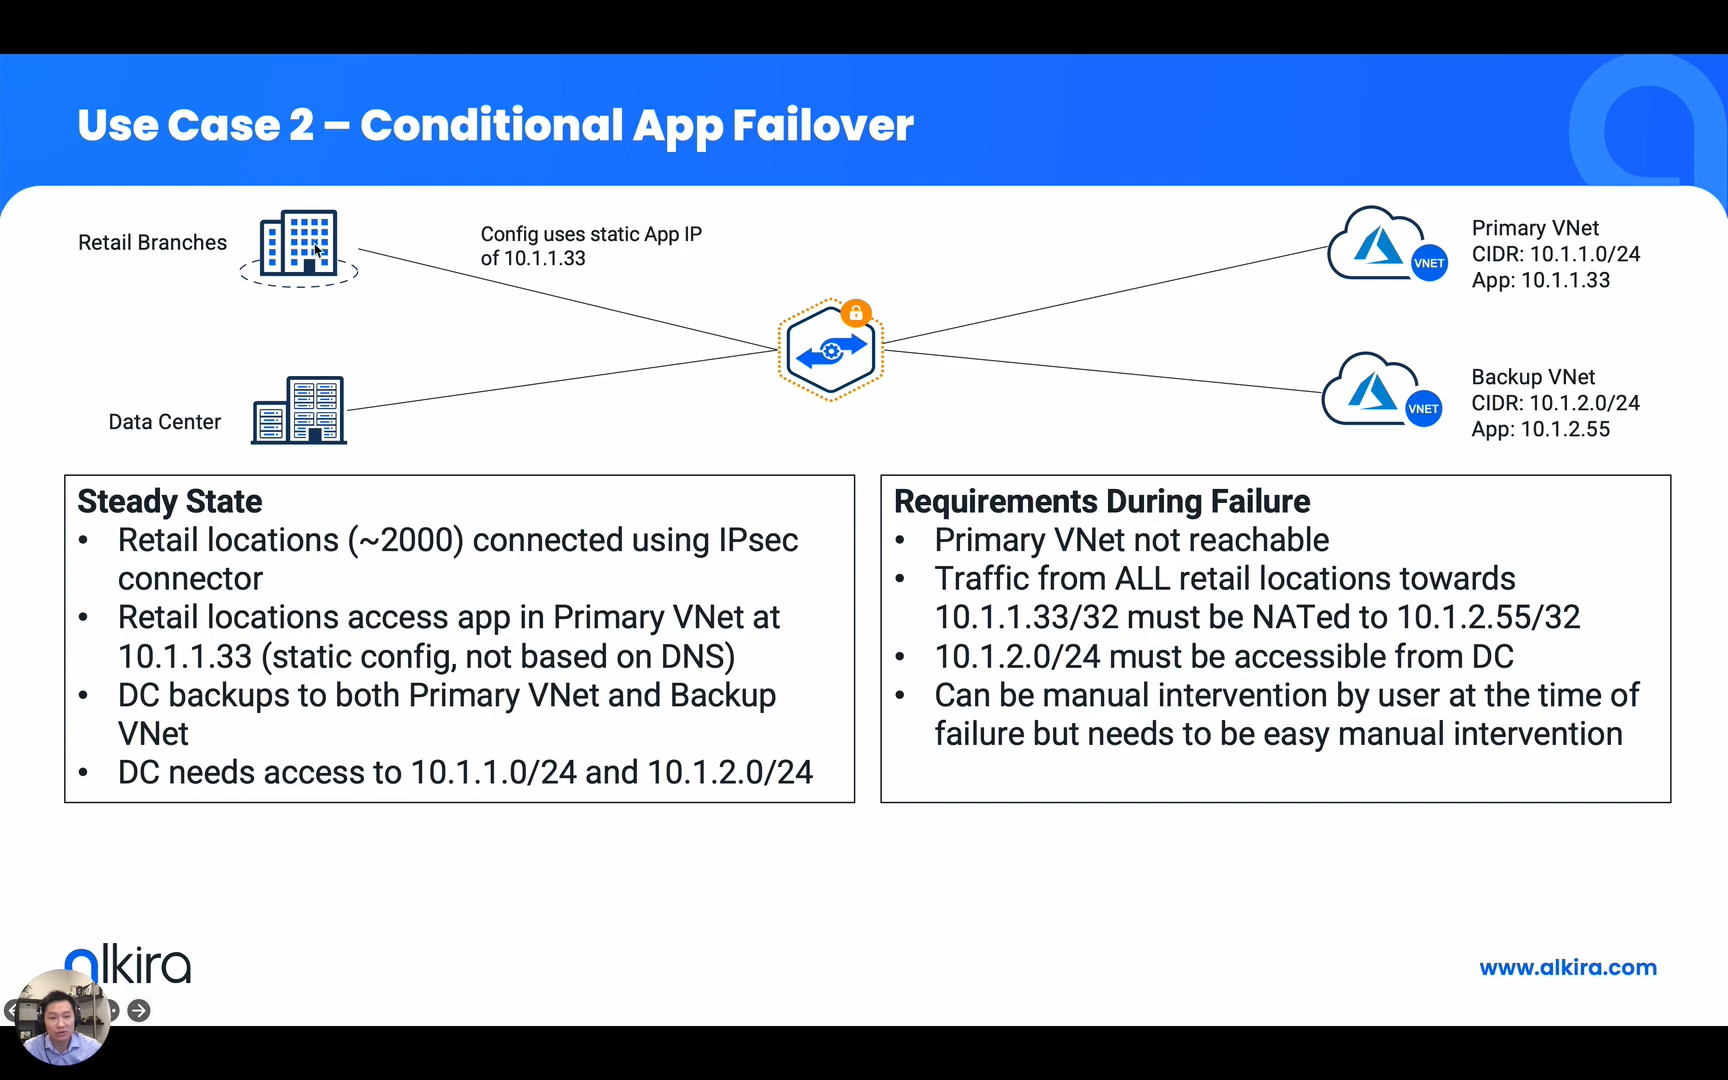 Use Case 2 – Conditional App Failover
Retail Branches
Config uses static App IP
of 10.1.1.33
Primary VNet
CIDR: 10.1.1.0/24
App: 10.1.1.33
VNET
Data Center
Backup VNet
CIDR: 10.1.2.0/24
App: 10.1.2.55
VNET
Steady State
• Retail locations (~2000) connected using IPsec
connector
• Retail locations access app in Primary VNet at
10.1.1.33 (static config, not based on DNS)
• DC backups to both Primary VNet and Backup
VNet
• DC needs access to 10.1.1.0/24 and 10.1.2.0/24
Requirements During Failure
• Primary VNet not reachable
• Traffic from ALL retail locations towards
10.1.1.33/32 must be NATed to 10.1.2.55/32
• 10.1.2.0/24 must be accessible from DC
• Can be manual intervention by user at the time of
failure but needs to be easy manual intervention
alkira
www.alkira.com